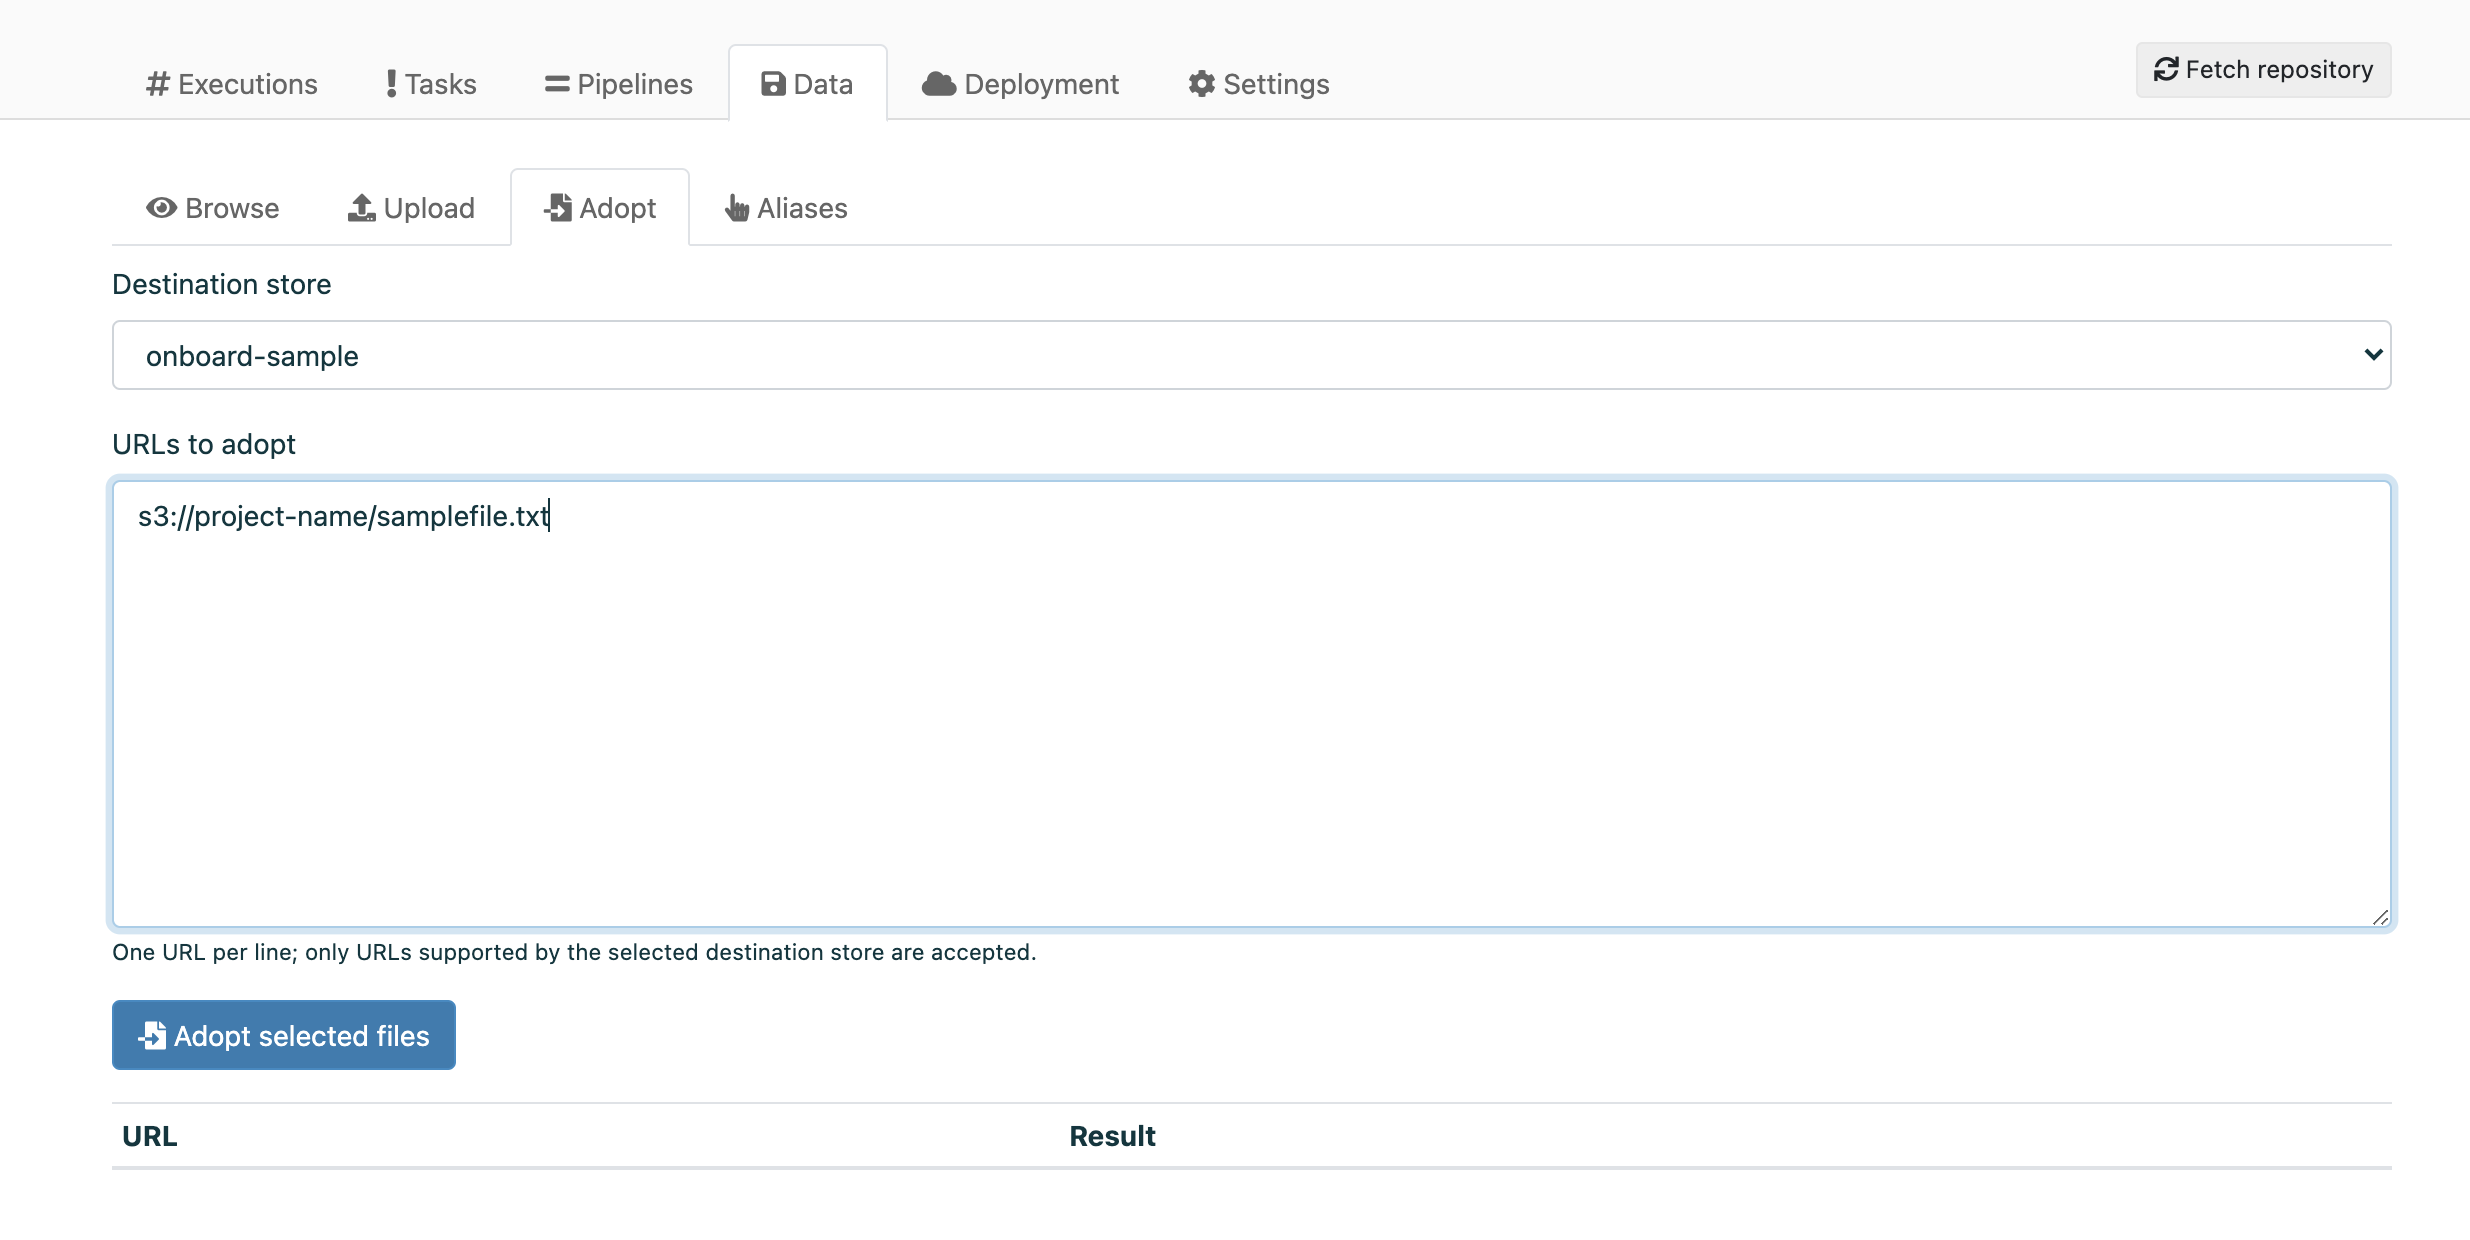 Executions Tasks Pipelines Data Deployment Settings Fetch repository
Browse Upload Adopt Aliases
Destination store
onboard-sample
URLs to adopt
s3://project-name/samplefile.txt
One URL per line; only URLs supported by the selected destination store are accepted.
Adopt selected files
URL Result